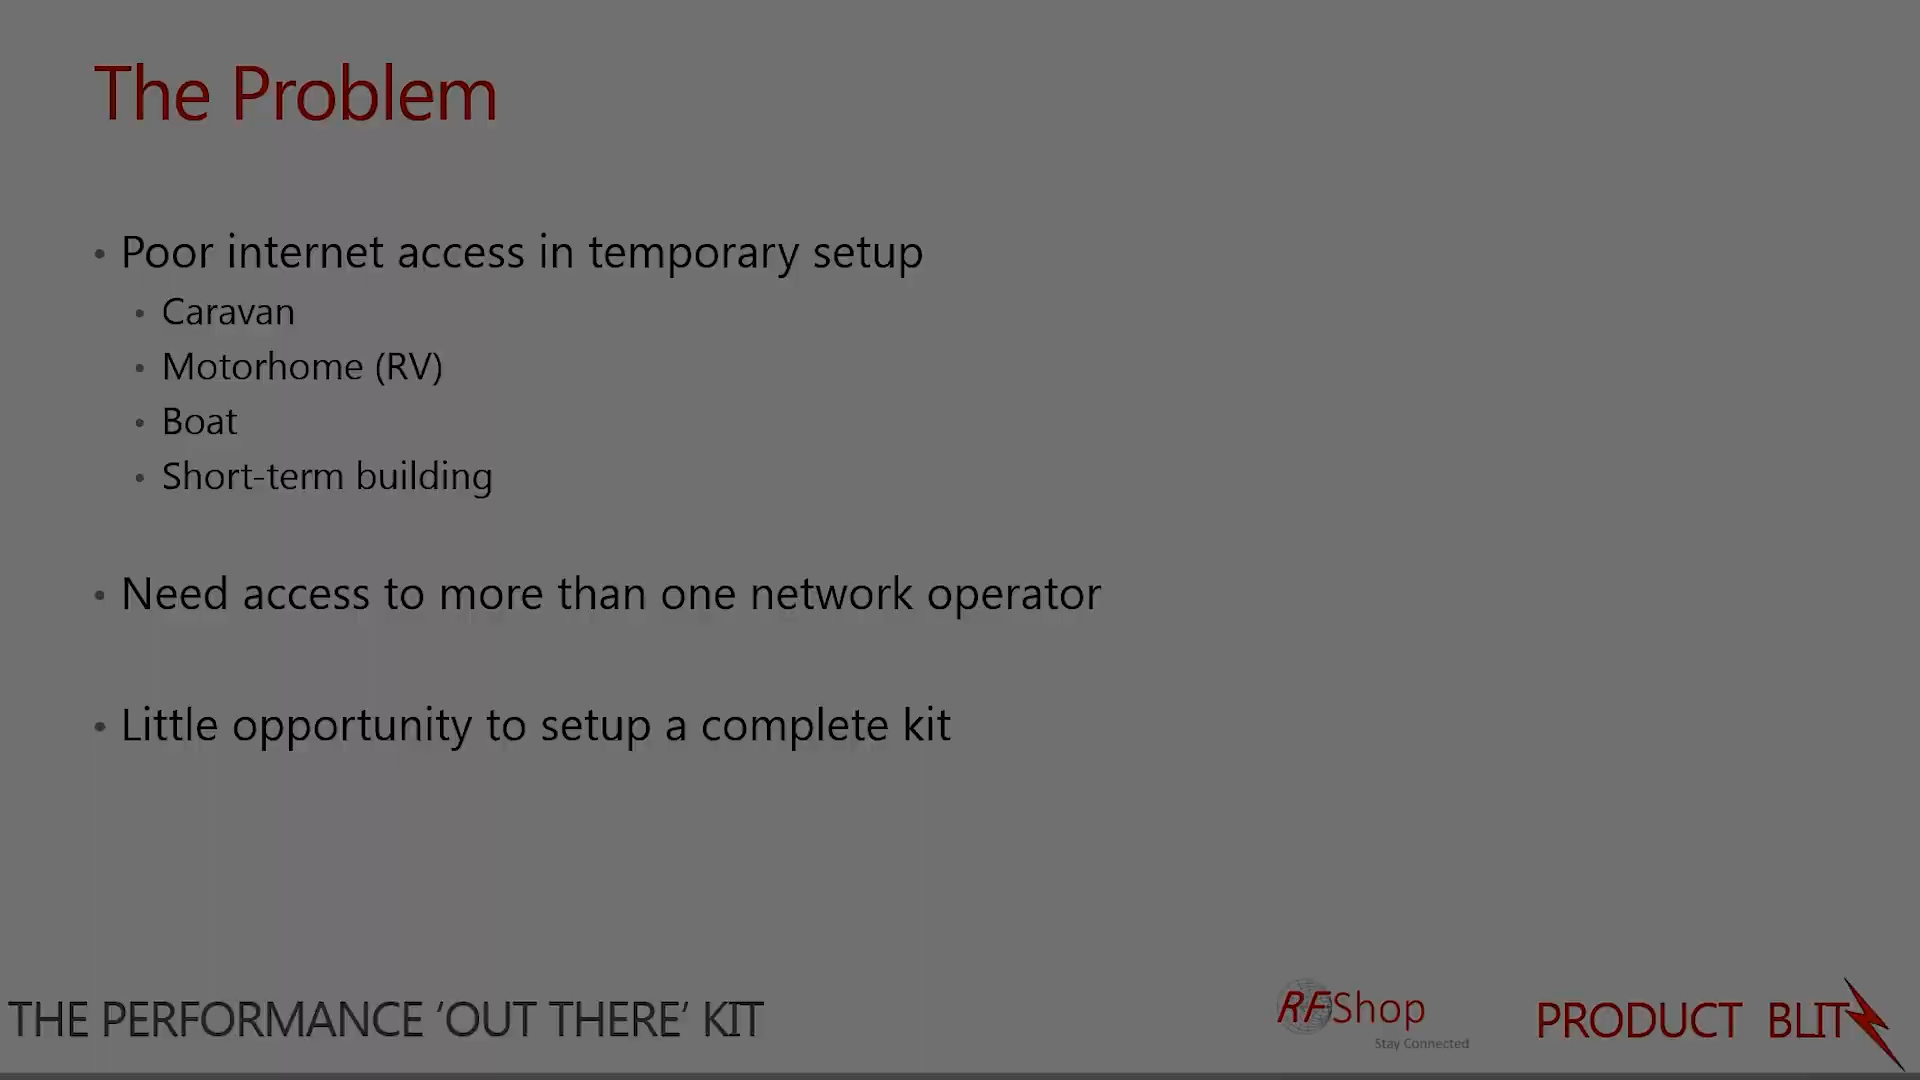 The Problem
• Poor internet access in temporary setup
• Caravan
• Motorhome (RV)
• Boat
• Short-term building
• Need access to more than one network operator
• Little opportunity to setup a complete kit
THE PERFORMANCE ‘OUT THERE’ KIT
RFShop
Stay Connected
PRODUCT BLITZ